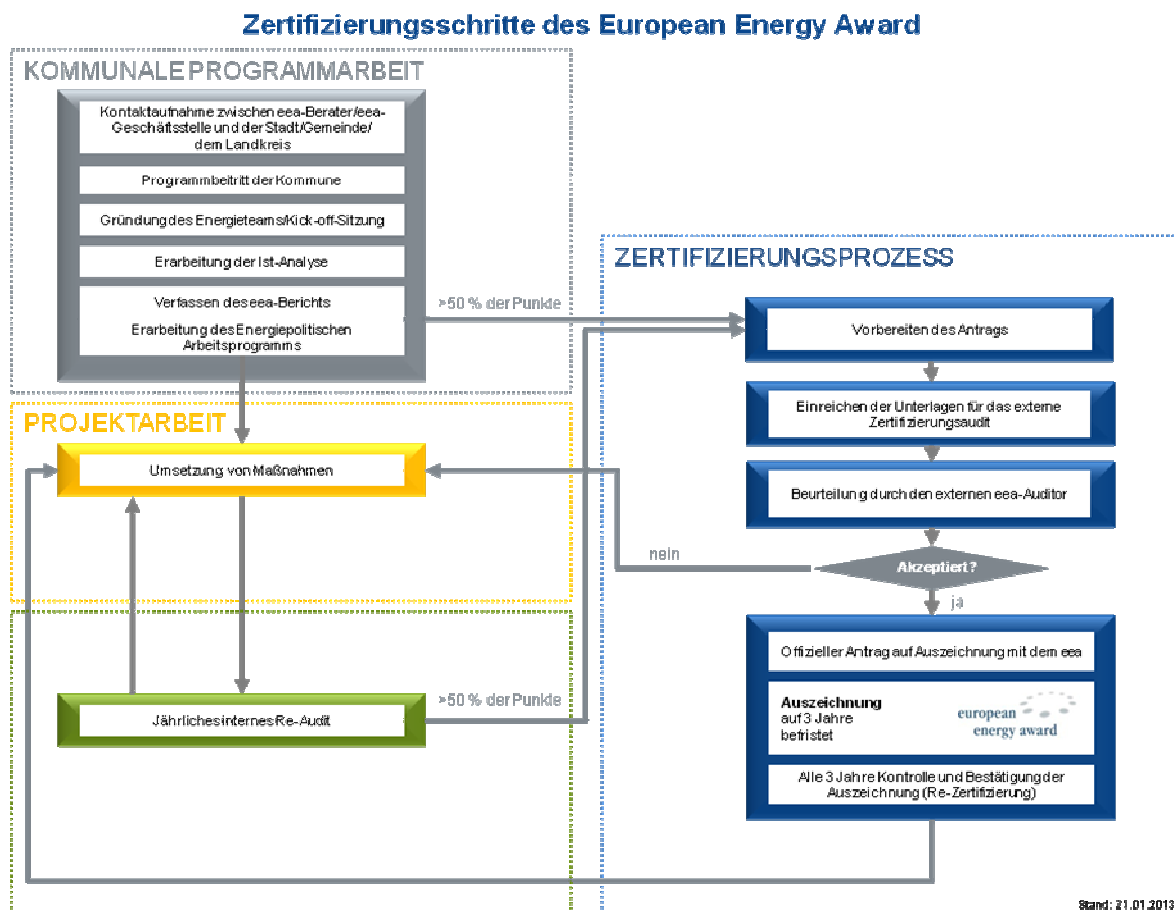 Zertifizierungsschritte des European Energy Award
KOMMUNALE PROGRAMMARBEIT
Kontaktaufnahme zwischen eea-Berater/eea-
Geschäftsstelle und der Stadt/Gemeinde/
dem Landkreis
Programmbeitritt der Kommune
Gründung des Energieteams/Kick-off-Sitzung
Erarbeitung der Ist-Analyse
Verfassen des eea-Berichts
Erarbeitung des Energiepolitischen
Arbeitsprogramms
>50 % der Punkte
PROJEKTARBEIT
Umsetzung von Maßnahmen
Jährliches internes Re-Audit
>50 % der Punkte
ZERTIFIZIERUNGSPROZESS
Vorbereiten des Antrags
Einreichen der Unterlagen für das externe
Zertifizierungsaudit
Beurteilung durch den externen eea-Auditor
Akzeptiert?
nein
ja
Offizieller Antrag auf Auszeichnung mit dem eea
Auszeichnung
auf 3 Jahre
befristet
european
energy award
Alle 3 Jahre Kontrolle und Bestätigung der
Auszeichnung (Re-Zertifizierung)
Stand: 21.01.2013